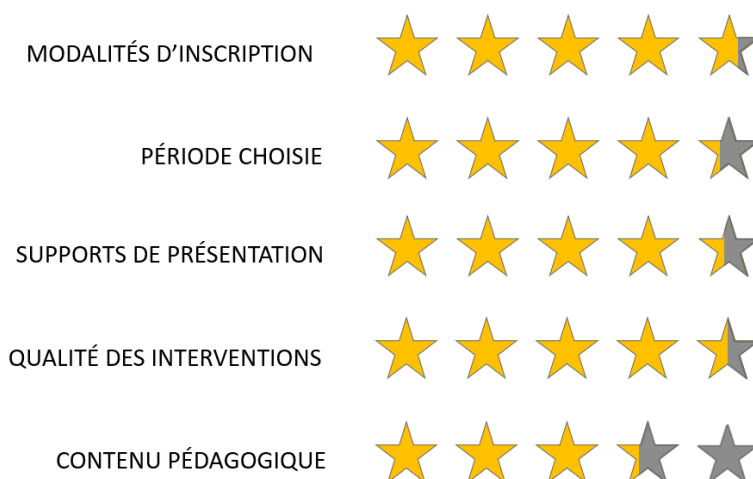 MODALITÉS D’INSCRIPTION
PÉRIODE CHOISIE
SUPPORTS DE PRÉSENTATION
QUALITÉ DES INTERVENTIONS
CONTENU PÉDAGOGIQUE